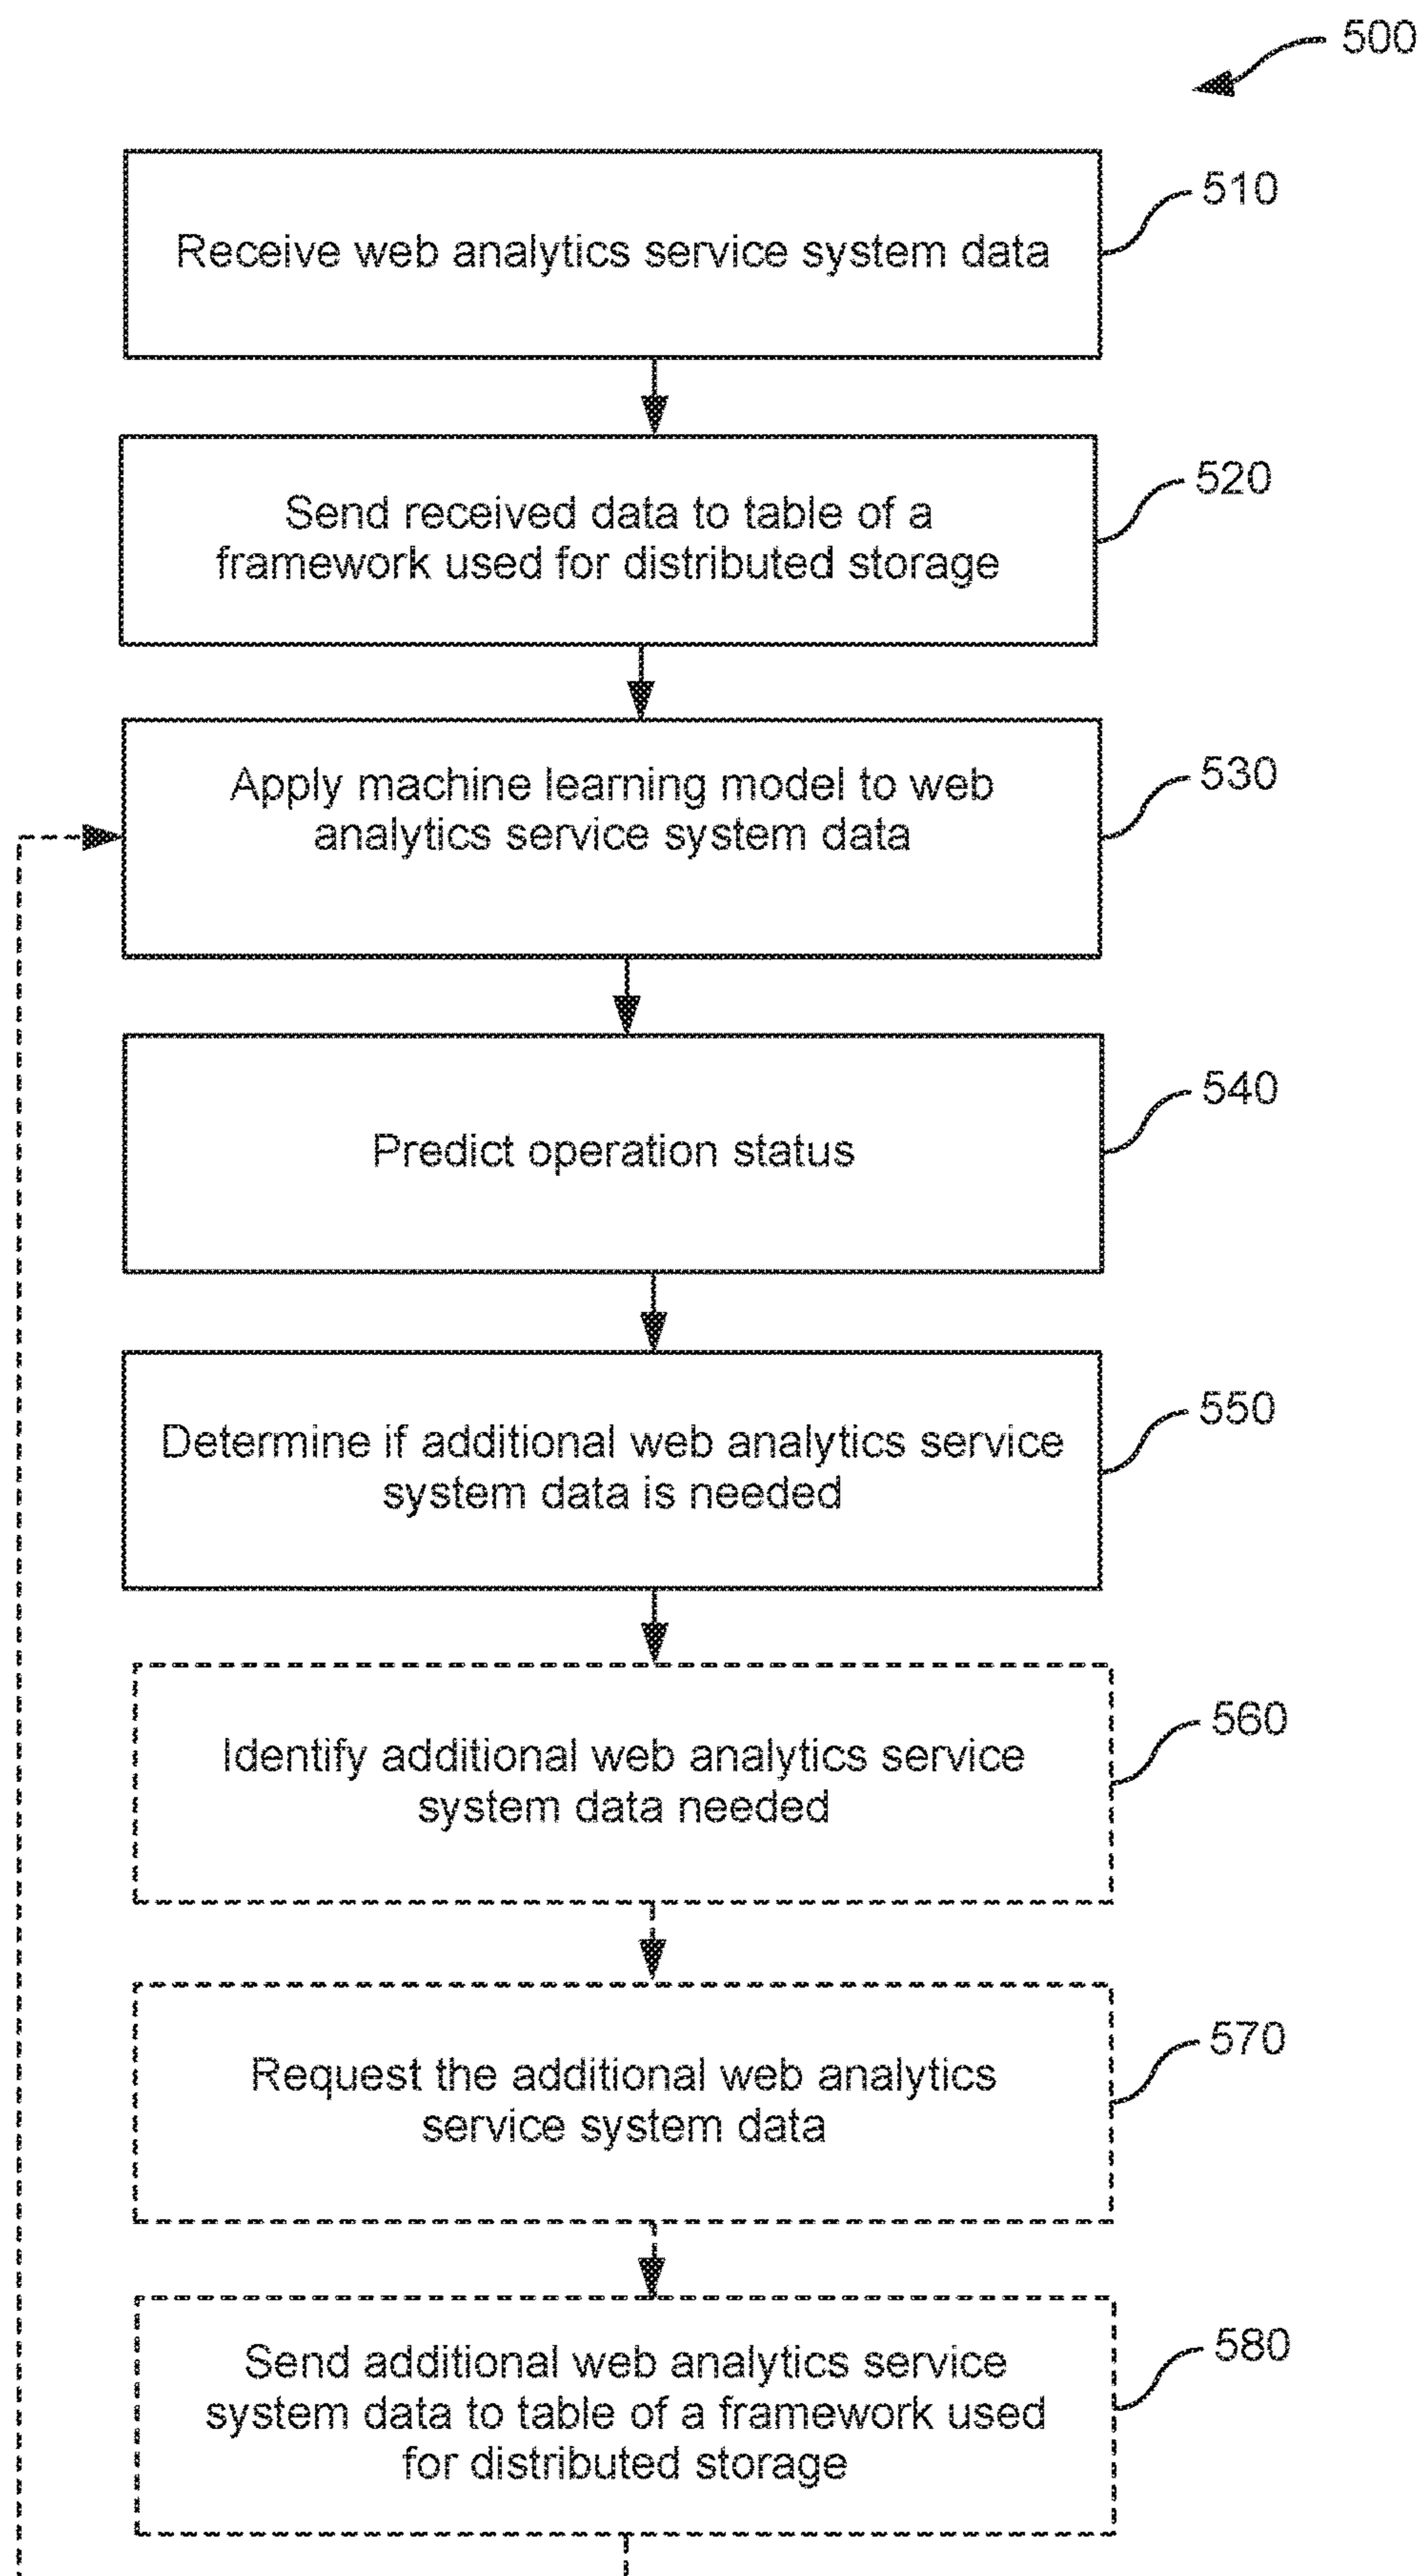 500
Receive web analytics service system data
510
Send received data to table of a
framework used for distributed storage
520
Apply machine learning model to web
analytics service system data
530
Predict operation status
540
Determine if additional web analytics service
system data is needed
550
Identify additional web analytics service
system data needed
560
Request the additional web analytics
service system data
570
Send additional web analytics service
system data to table of a framework used
for distributed storage
580